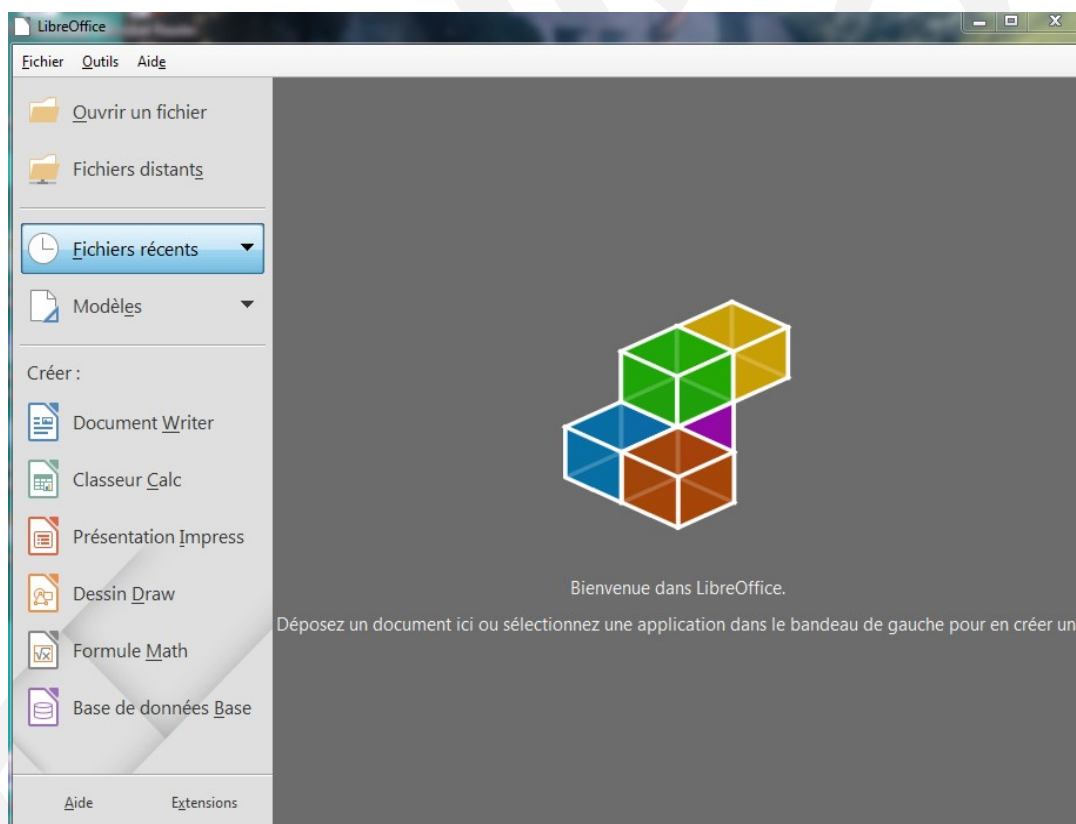 LibreOffice
Fichier Outils Aide
Ouvrir un fichier
Fichiers distants
Fichiers récents
Modèles
Créer :
Document Writer
Classeur Calc
Présentation Impress
Dessin Draw
Formule Math
Base de données Base
Aide Extensions
Bienvenue dans LibreOffice.
Déposez un document ici ou sélectionnez une application dans le bandeau de gauche pour en créer un